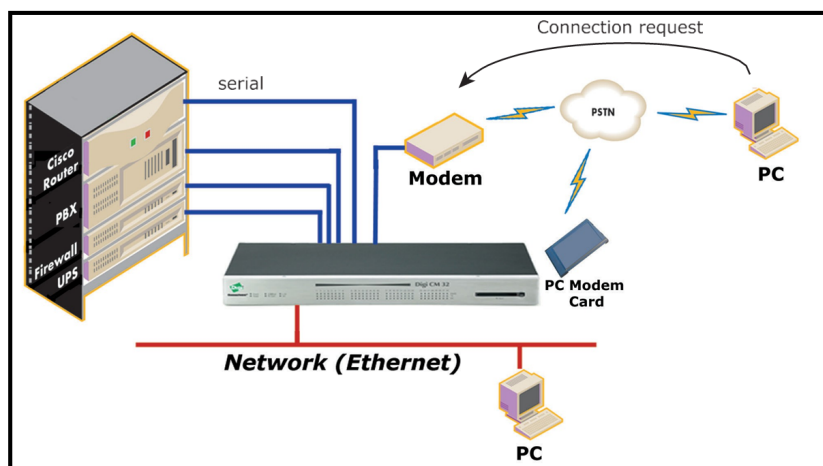 Connection request
serial
PSTN
Cisco
Router
PBX
Firewall
UPS
Modem
PC
Digi CM 32
PC Modem
Card
Network (Ethernet)
PC